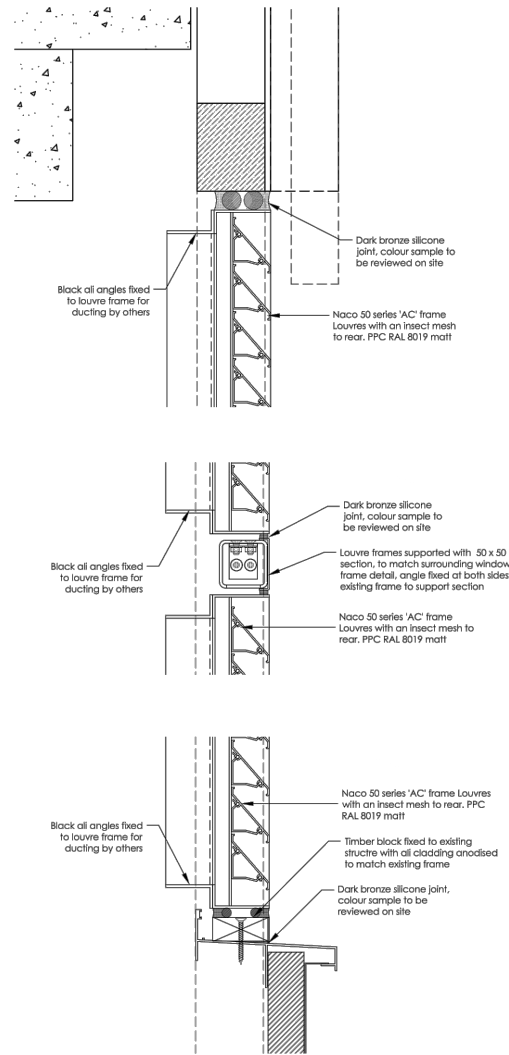 Dark bronze silicone
joint, colour sample to
be reviewed on site
Black ali angles fixed
to louvre frame for
ducting by others
Naco 50 series 'AC' frame
Louvres with an insect mesh
to rear. PPC RAL 8019 matt
Dark bronze silicone
joint, colour sample to
be reviewed on site
Black ali angles fixed
to louvre frame for
ducting by others
Louvre frames supported with 50 x 50
section, to match surrounding window
frame detail, angle fixed at both sides
existing frame to support section
Naco 50 series 'AC' frame
Louvres with an insect mesh to
rear. PPC RAL 8019 matt
Naco 50 series 'AC' frame Louvres
with an insect mesh to rear. PPC
RAL 8019 matt
Black ali angles fixed
to louvre frame for
ducting by others
Timber block fixed to existing
structre with ali cladding anodised
to match existing frame
Dark bronze silicone joint,
colour sample to be
reviewed on site